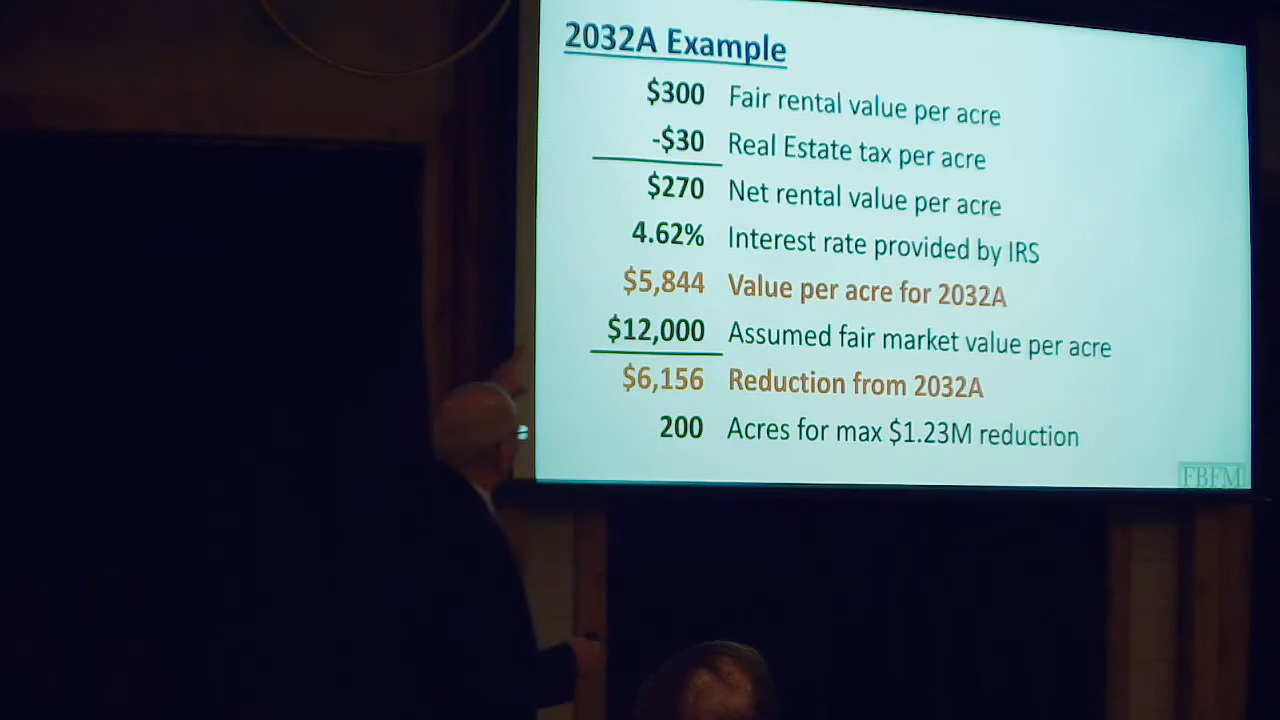 2032A Example
$300 Fair rental value per acre
-$30 Real Estate tax per acre
$270 Net rental value per acre
4.62% Interest rate provided by IRS
$5,844 Value per acre for 2032A
$12,000 Assumed fair market value per acre
$6,156 Reduction from 2032A
200 Acres for max $1.23M reduction
FBFM